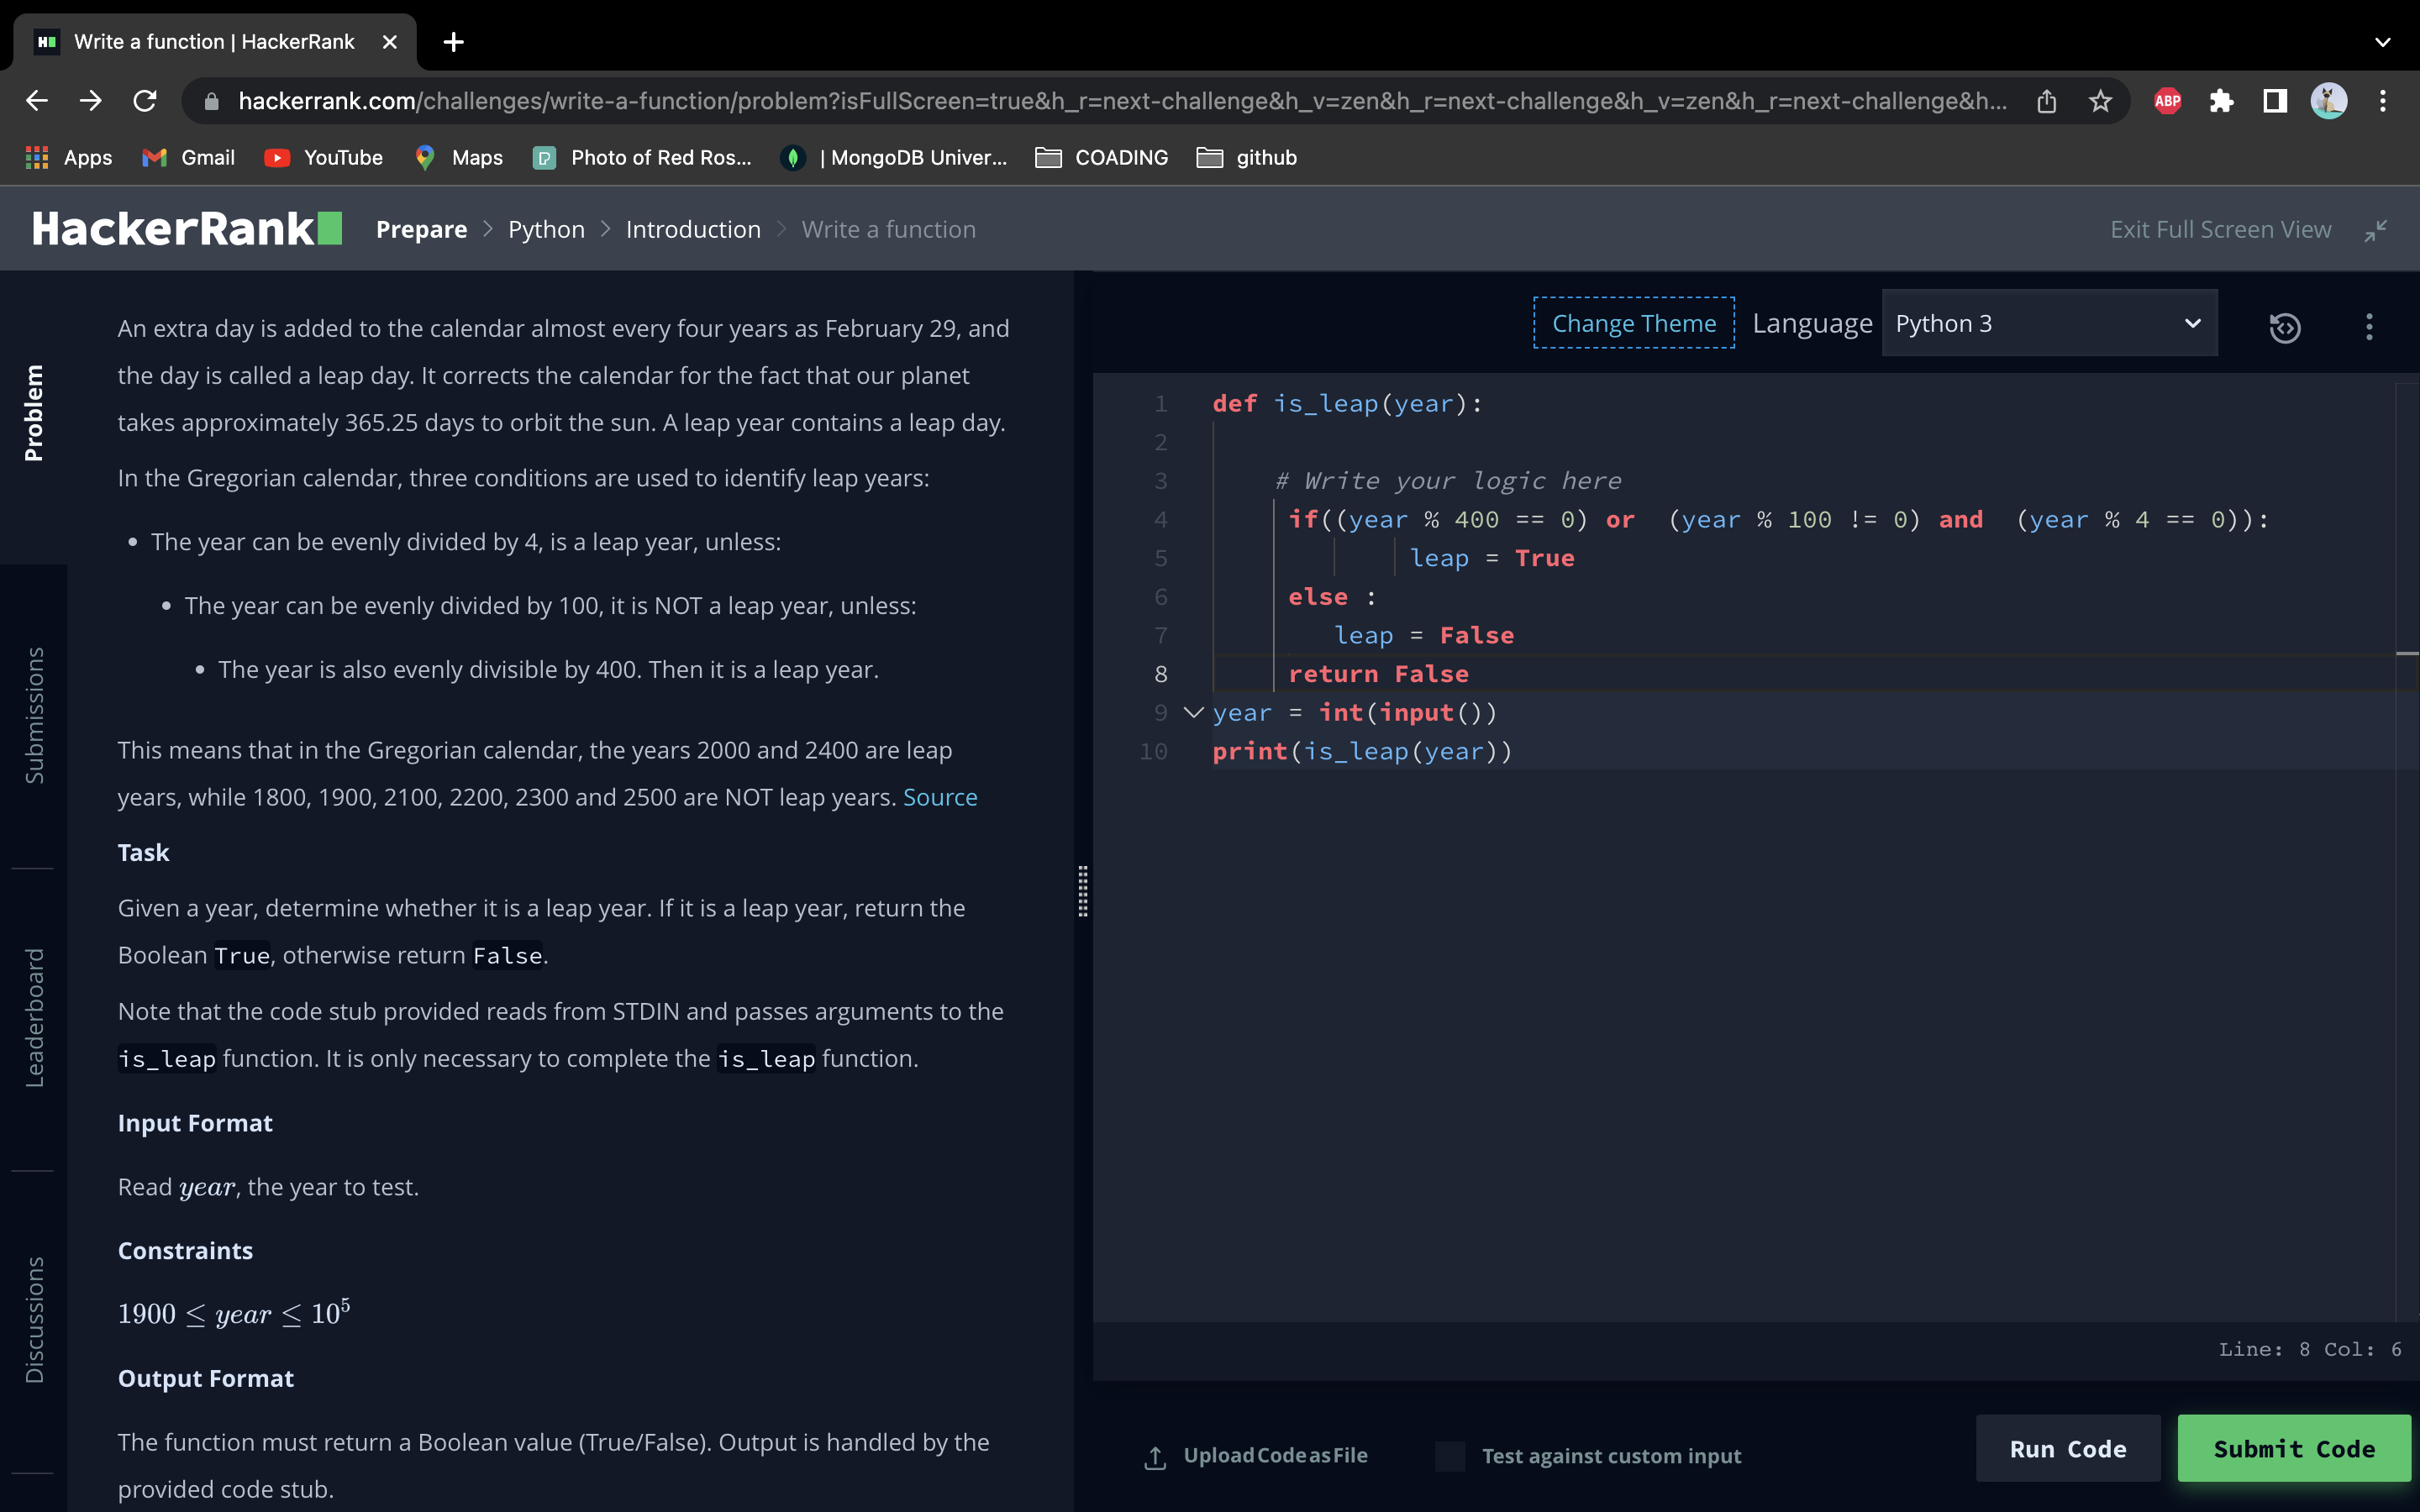 Write a function | HackerRank
hackerrank.com/challenges/write-a-function/problem?isFullScreen=true&h_r=next-challenge&h_v=zen&h_r=next-challenge&h_v=zen&h_r=next-challenge&h...
ABP
Apps Gmail YouTube Maps Photo of Red Ros... | MongoDB Univer... COADING github
HackerRank Prepare > Python > Introduction > Write a function Exit Full Screen View
Problem
Submissions
Leaderboard
Discussions
An extra day is added to the calendar almost every four years as February 29, and
the day is called a leap day. It corrects the calendar for the fact that our planet
takes approximately 365.25 days to orbit the sun. A leap year contains a leap day.
In the Gregorian calendar, three conditions are used to identify leap years:
• The year can be evenly divided by 4, is a leap year, unless:
• The year can be evenly divided by 100, it is NOT a leap year, unless:
• The year is also evenly divisible by 400. Then it is a leap year.
This means that in the Gregorian calendar, the years 2000 and 2400 are leap
years, while 1800, 1900, 2100, 2200, 2300 and 2500 are NOT leap years. Source
Task
Given a year, determine whether it is a leap year. If it is a leap year, return the
Boolean True, otherwise return False.
Note that the code stub provided reads from STDIN and passes arguments to the
is_leap function. It is only necessary to complete the is_leap function.
Input Format
Read year, the year to test.
Constraints
1900 ≤ year ≤ 10⁵
Output Format
The function must return a Boolean value (True/False). Output is handled by the
provided code stub.
Change Theme Language Python 3
1 def is_leap(year):
2
3 # Write your logic here
4 if((year % 400 == 0) or  (year % 100 != 0) and  (year % 4 == 0)):
5 leap = True
6 else :
7 leap = False
8 return False
9 year = int(input())
10 print(is_leap(year))
Line: 8 Col: 6
Upload Code as File Test against custom input Run Code Submit Code